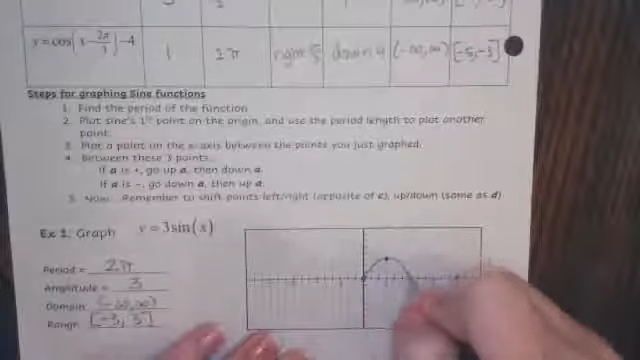 y = cos(x - 2π/3) - 4
1
2π
down 4
(-∞,∞)
[-5,-3]
Steps for graphing Sine functions
1. Find the period of the function
2. Plot sine's 1st point on the origin, and use the period length to plot another
point.
3. Plot a point on the x-axis between the points you just graphed.
4. Between these 3 points,
If a is +, go up a, then down a.
If a is -, go down a, then up a.
5. Now, Remember to shift points left/right (opposite of c), up/down (same as d)
Ex 1: Graph y = 3sin(x)
Period = 2π
Amplitude = 3
Domain: (-∞,∞)
Range: [-3, 3]